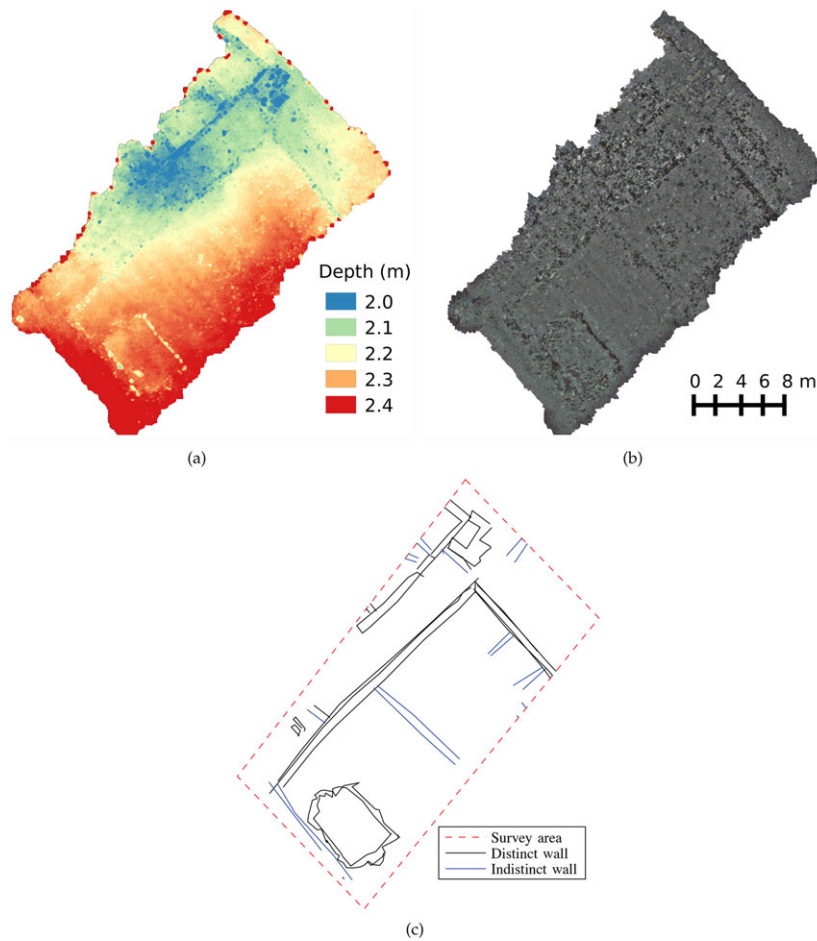 Depth (m)
2.0
2.1
2.2
2.3
2.4
0 2 4 6 8 m
(a)
(b)
Survey area
Distinct wall
Indistinct wall
(c)